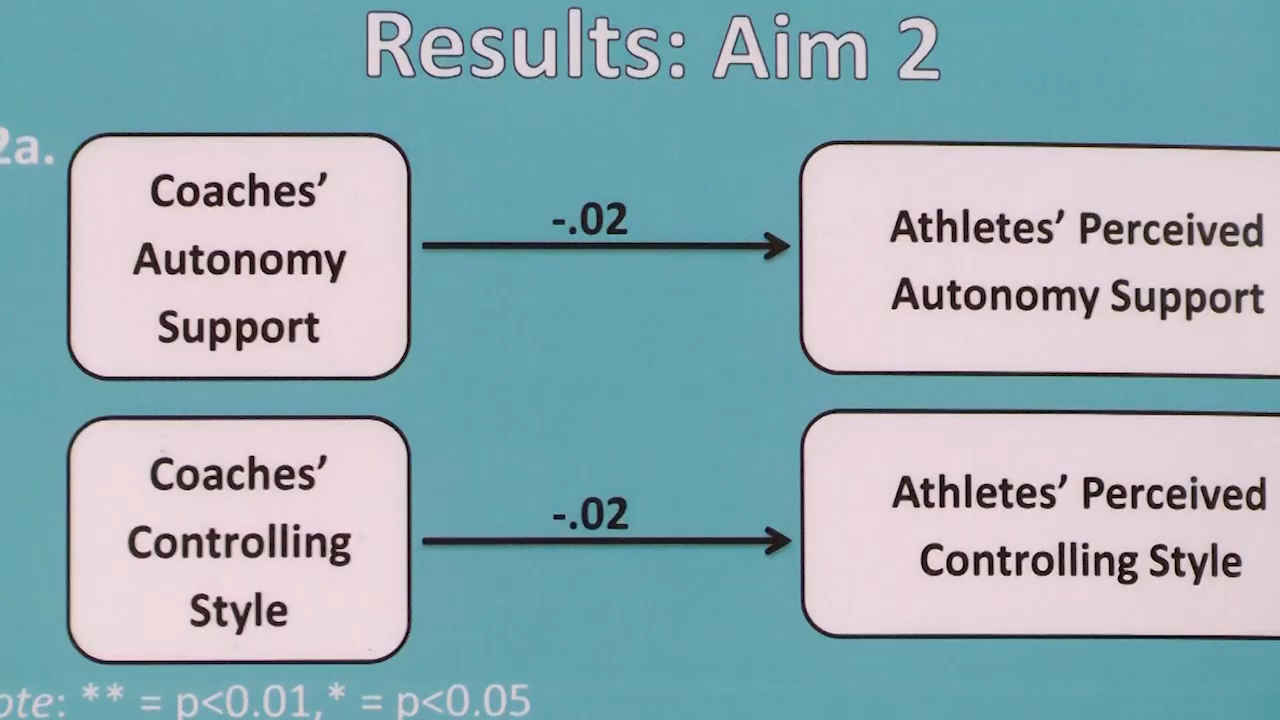 Results: Aim 2
2a.
Coaches’
Autonomy
Support
-.02
Athletes’ Perceived
Autonomy Support
Coaches’
Controlling
Style
-.02
Athletes’ Perceived
Controlling Style
ote: ** = p<0.01,* = p<0.05